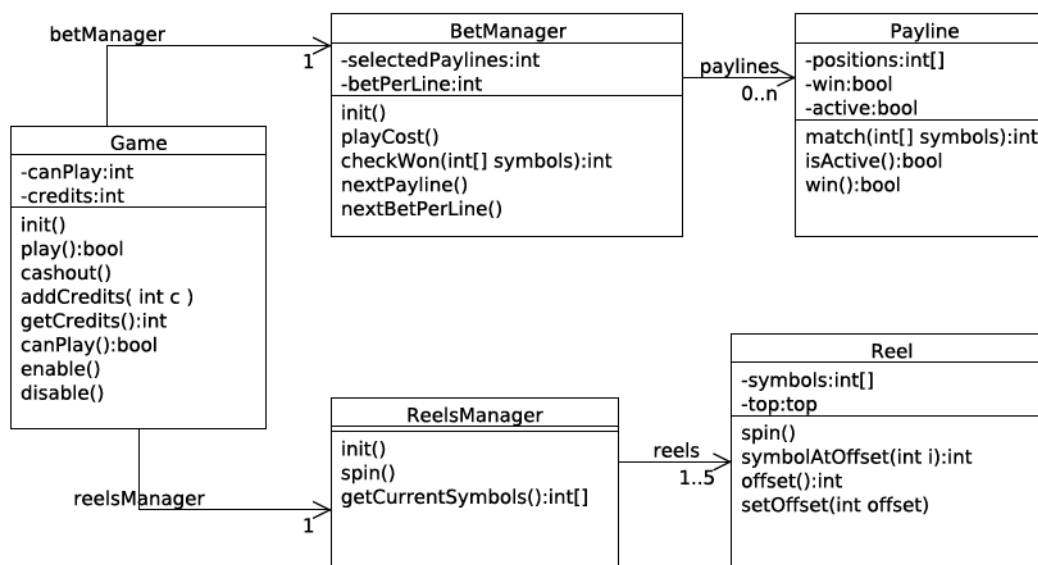 betManager
1
BetManager
-selectedPaylines:int
-betPerLine:int
init()
playCost()
checkWon(int[] symbols):int
nextPayline()
nextBetPerLine()
paylines
0..n
Payline
-positions:int[]
-win:bool
-active:bool
match(int[] symbols):int
isActive():bool
win():bool
Game
-canPlay:int
-credits:int
init()
play():bool
cashout()
addCredits( int c )
getCredits():int
canPlay():bool
enable()
disable()
reelsManager
1
ReelsManager
init()
spin()
getCurrentSymbols():int[]
reels
1..5
Reel
-symbols:int[]
-top:top
spin()
symbolAtOffset(int i):int
offset():int
setOffset(int offset)